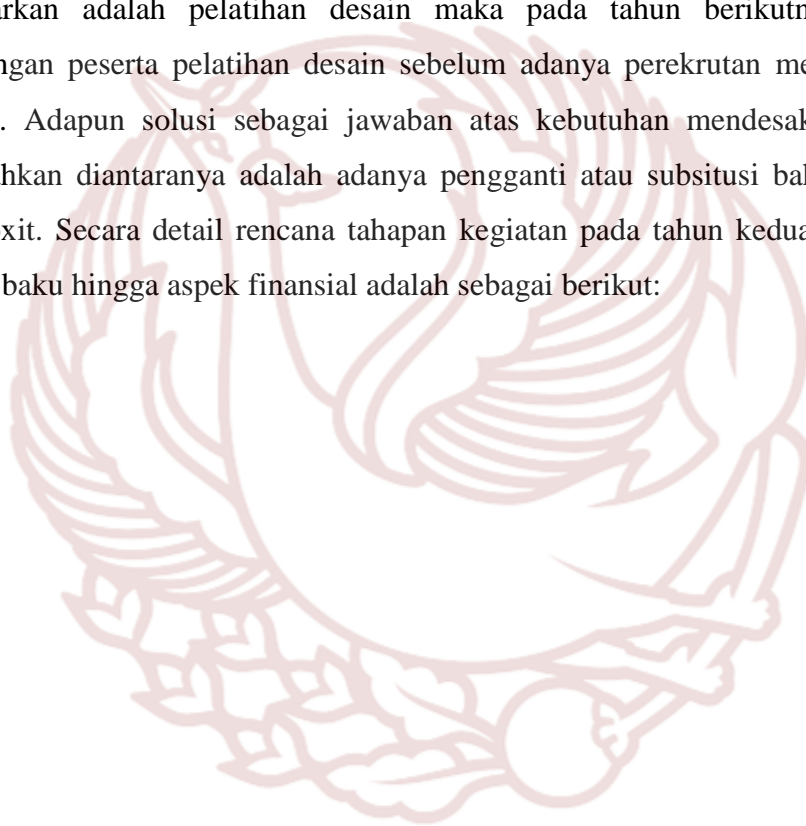 arkan adalah pelatihan desain maka pada tahun berikutn
ngan peserta pelatihan desain sebelum adanya perekrutan me
. Adapun solusi sebagai jawaban atas kebutuhan mendesak
ahkan diantaranya adalah adanya pengganti atau subsitusi bal
xit. Secara detail rencana tahapan kegiatan pada tahun kedua
baku hingga aspek finansial adalah sebagai berikut: